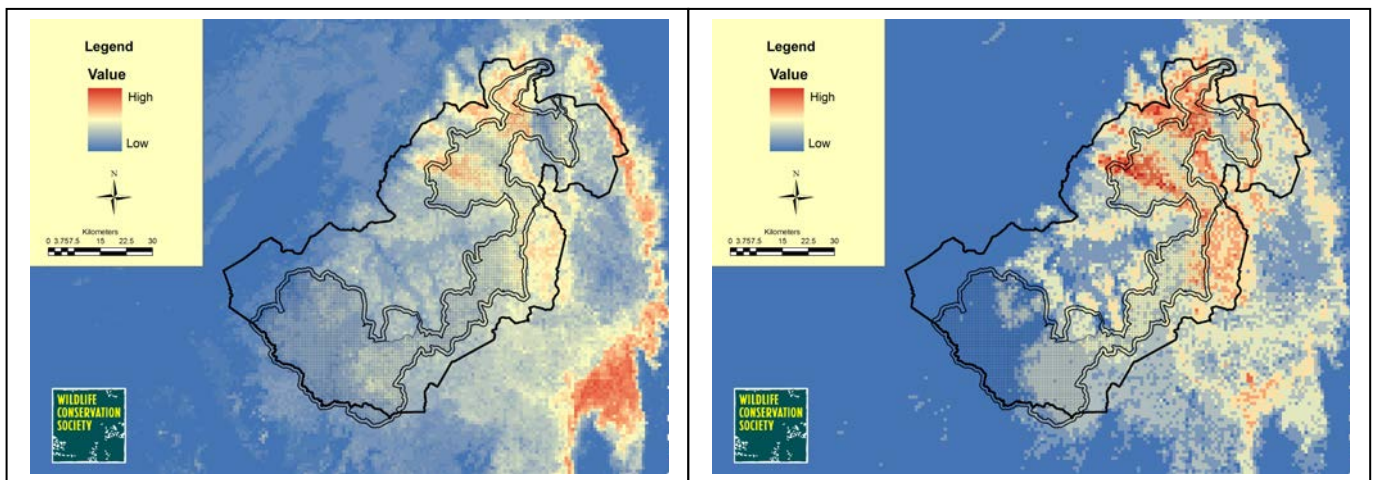 Legend
Value
High
Low
N
Kilometers
0 3.757.5 15 22.5 30
WILDLIFE
CONSERVATION
SOCIETY
Legend
Value
High
Low
N
Kilometers
0 3.757.5 15 22.5 30
WILDLIFE
CONSERVATION
SOCIETY